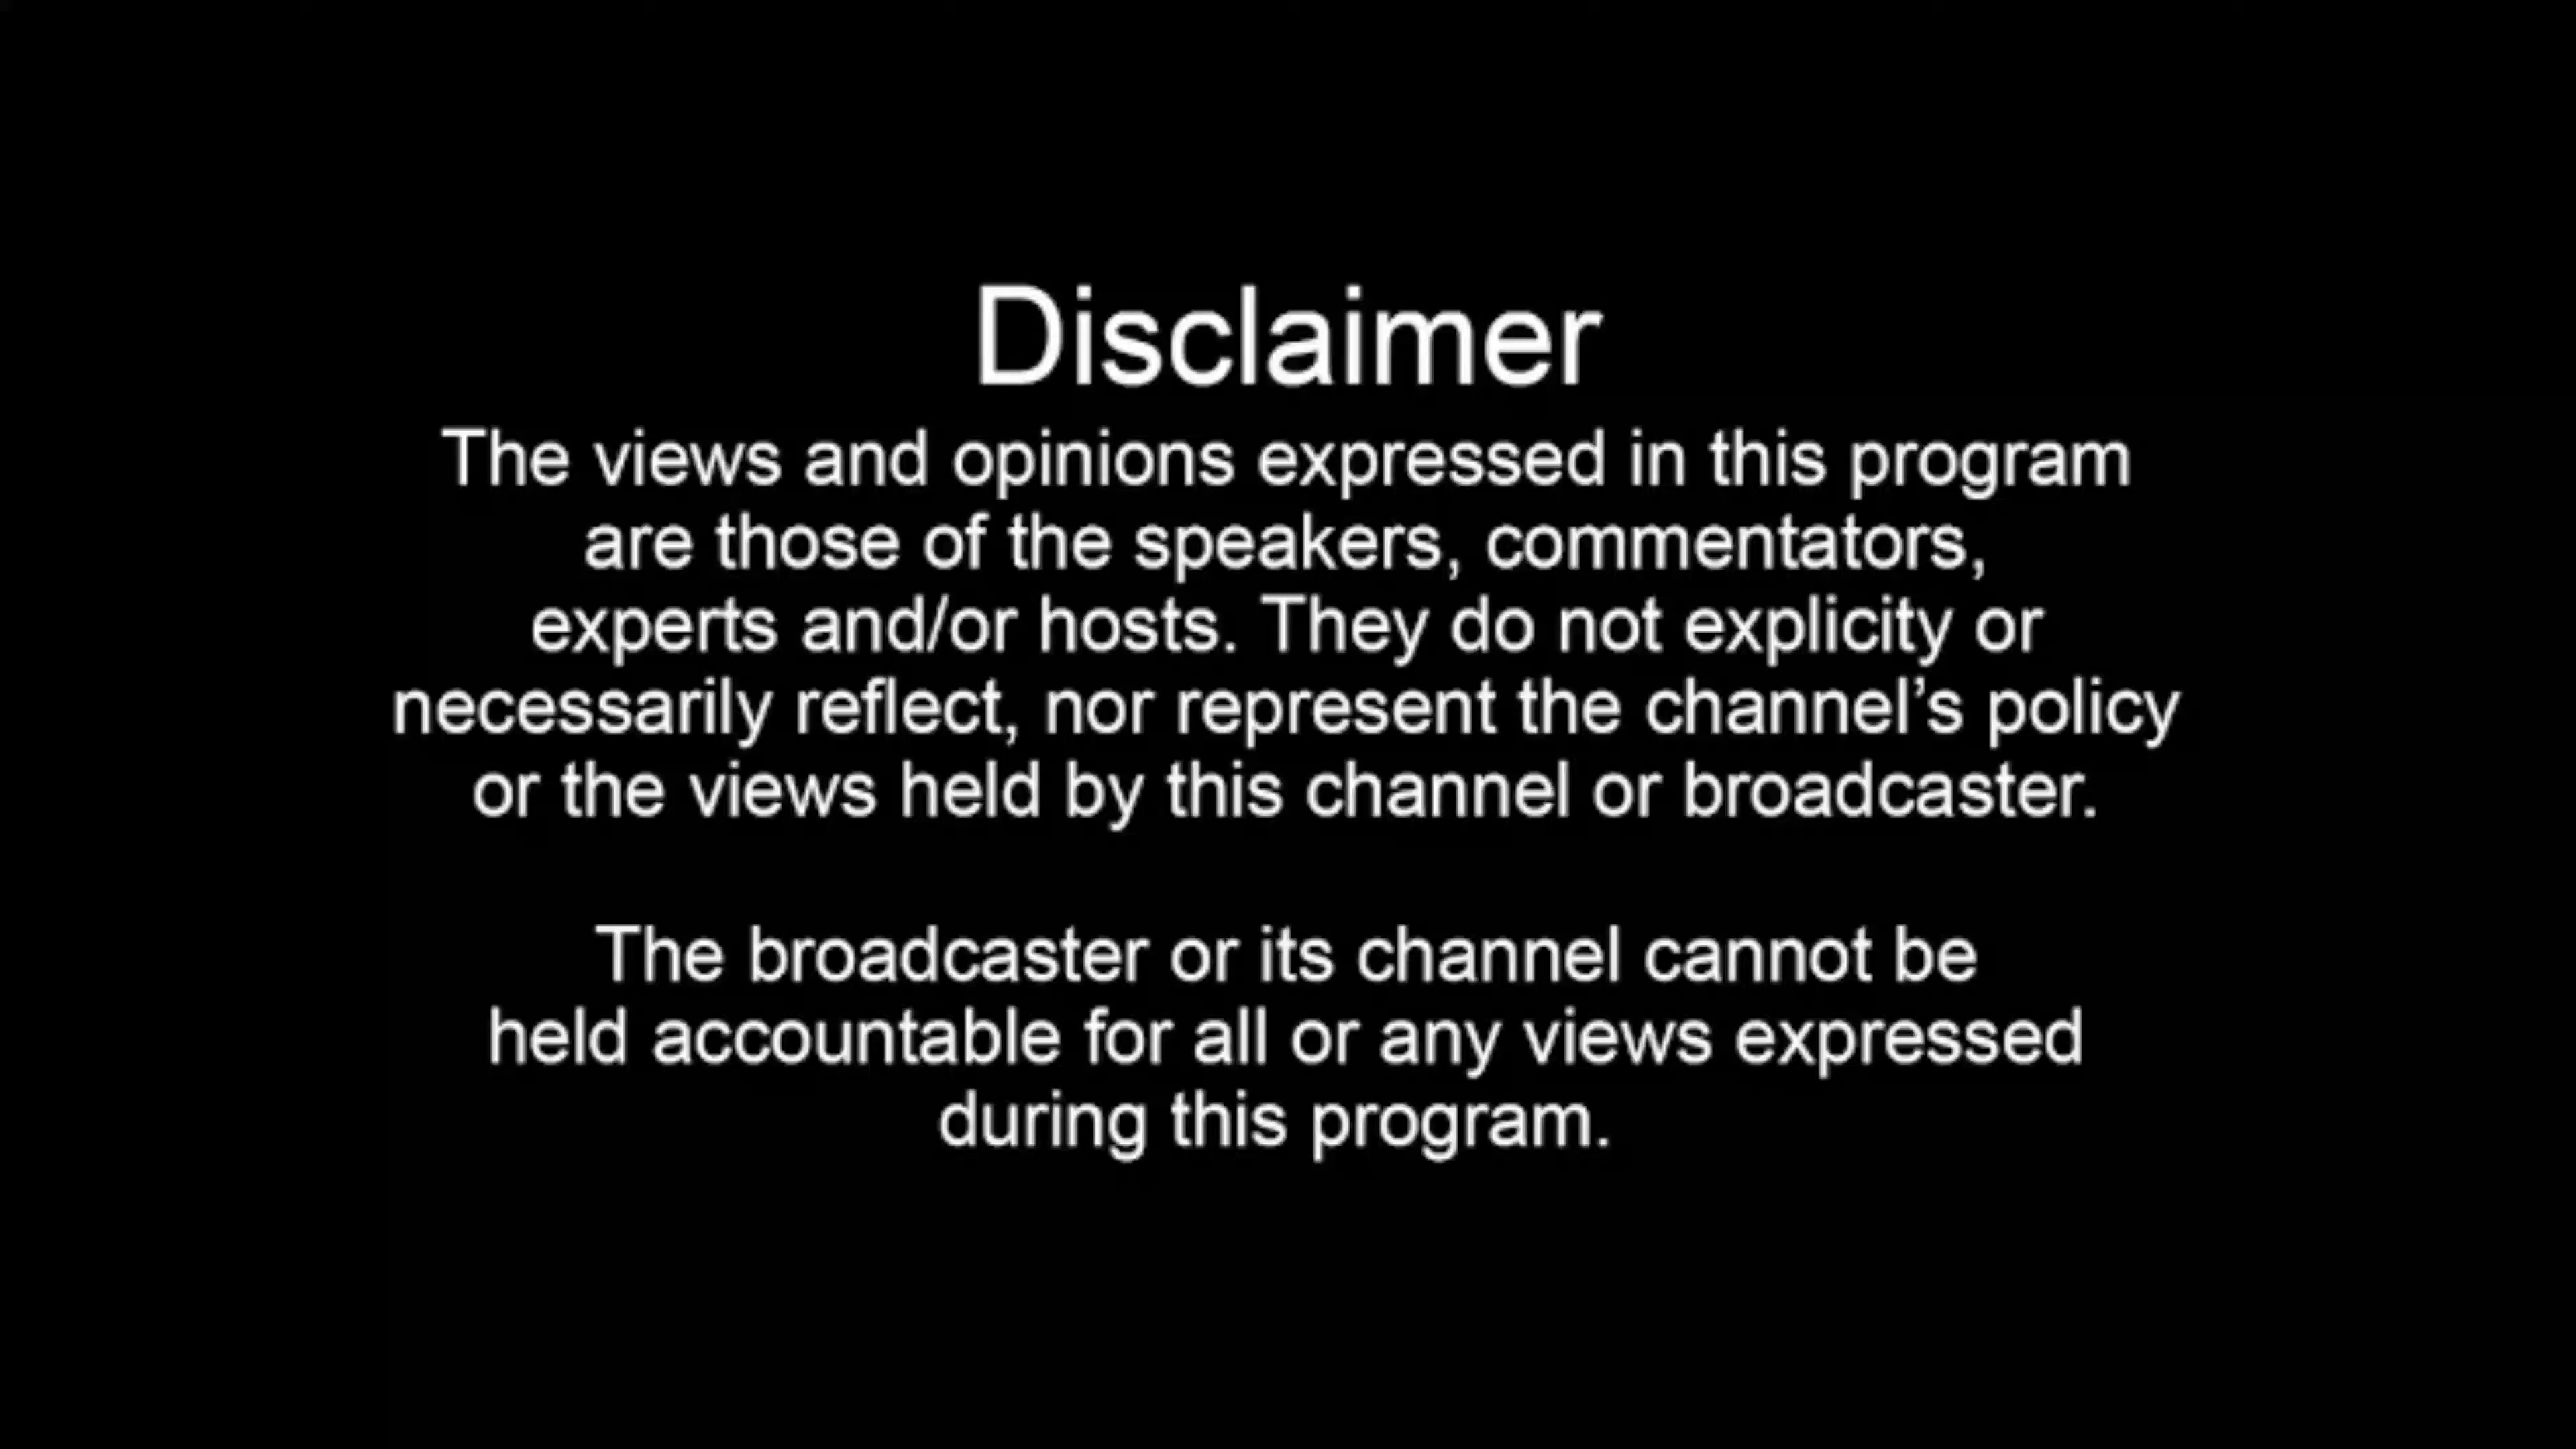 Disclaimer
The views and opinions expressed in this program
are those of the speakers, commentators,
experts and/or hosts. They do not explicity or
necessarily reflect, nor represent the channel’s policy
or the views held by this channel or broadcaster.
The broadcaster or its channel cannot be
held accountable for all or any views expressed
during this program.